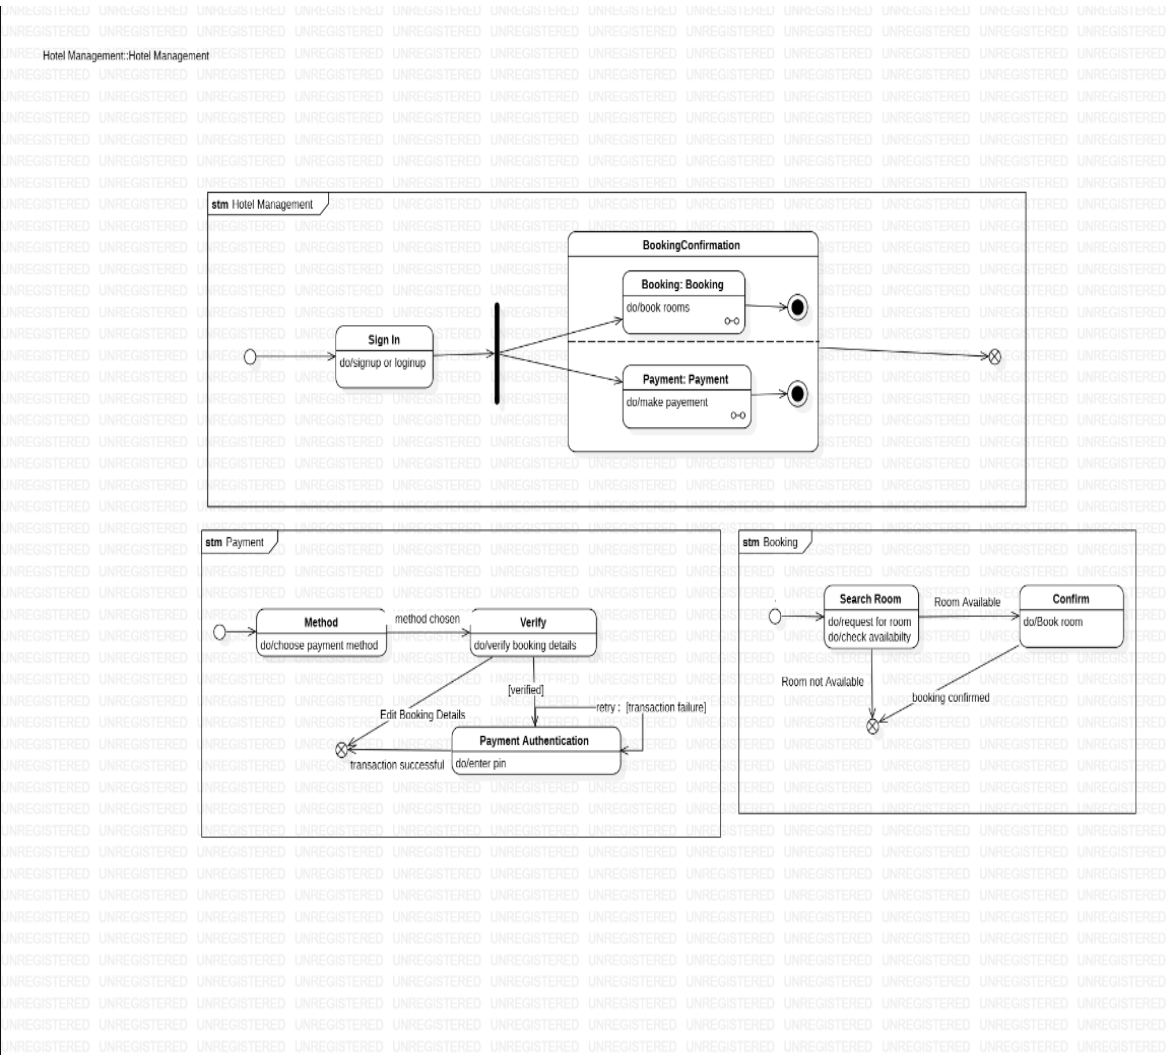 Hotel Management::Hotel Management
stm Hotel Management
BookingConfirmation
Booking: Booking
do/book rooms
Sign In
do/signup or loginup
Payment: Payment
do/make payement
stm Payment
Method
do/choose payment method
method chosen
Verify
do/verify booking details
[verified]
retry : [transaction failure]
Edit Booking Details
Payment Authentication
do/enter pin
transaction successful
stm Booking
Search Room
do/request for room
do/check availabilty
Room Available
Confirm
do/Book room
Room not Available
booking confirmed
UNREGISTERED